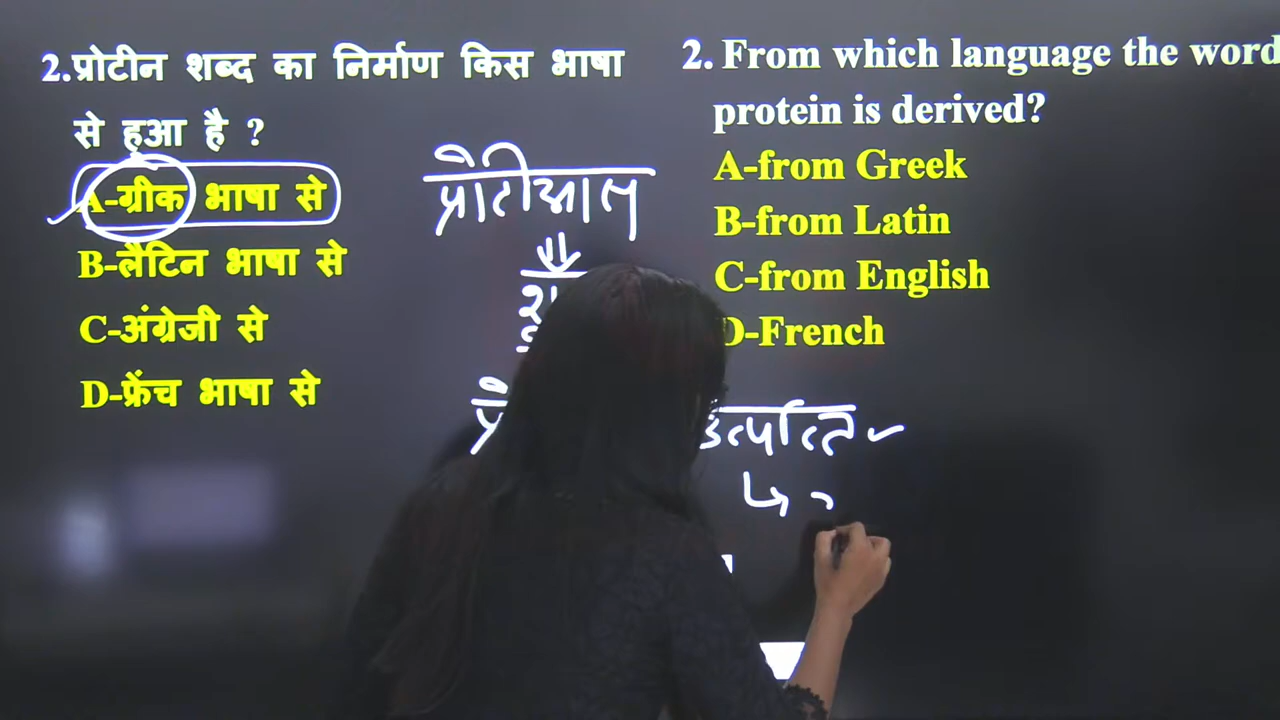 2.प्रोटीन शब्द का निर्माण किस भाषा
से हुआ है ?
A-ग्रीक भाषा से
B-लैटिन भाषा से
C-अंग्रेजी से
D-फ्रेंच भाषा से
2. From which language the word
protein is derived?
A-from Greek
B-from Latin
C-from English
D-French
उत्पत्ति